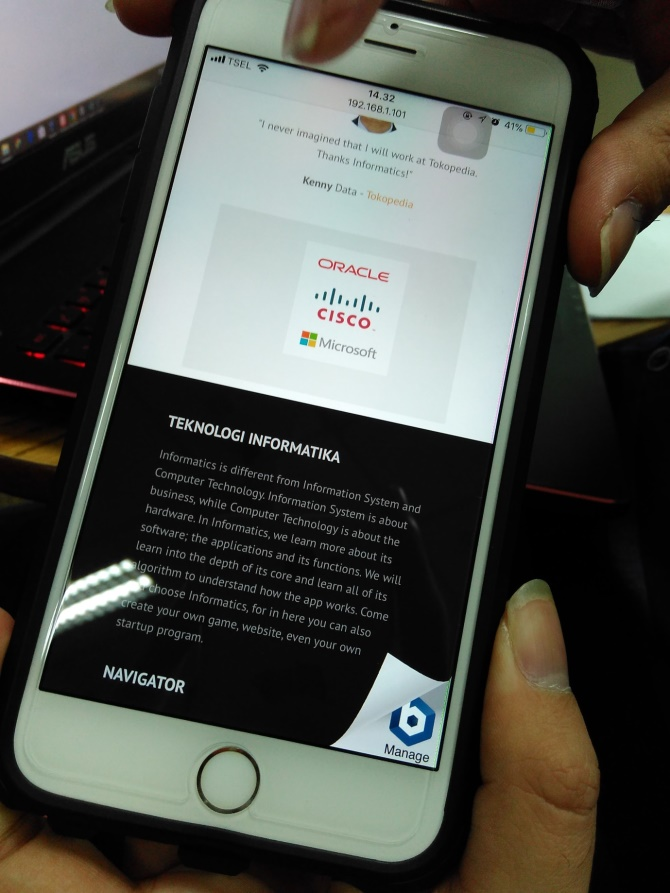 TSEL
14.32
192.168.1.101
41%
"I never imagined that I will work at Tokopedia.
Thanks Informatics!"
Kenny Data - Tokopedia
ORACLE
CISCO
Microsoft
TEKNOLOGI INFORMATIKA
Informatics is different from Information System and
Computer Technology. Information System is about
business, while Computer Technology is about the
hardware. In Informatics, we learn more about its
software; the applications and its functions. We will
learn into the depth of its core and learn all of its
algorithm to understand how the app works. Come
choose Informatics, for in here you can also
create your own game, website, even your own
startup program.
NAVIGATOR
b
Manage
ASUS